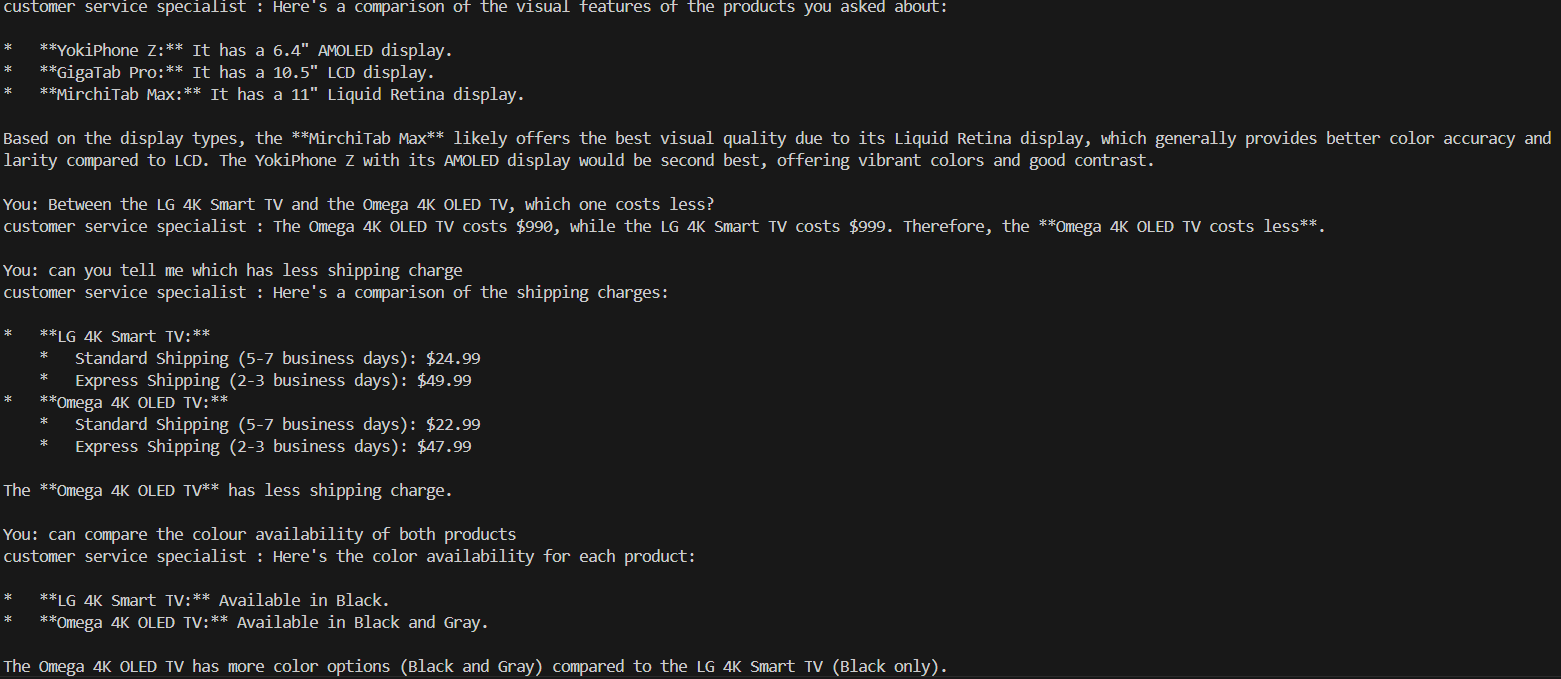 customer service specialist : Here's a comparison of the visual features of the products you asked about:
*   **YokiPhone Z:** It has a 6.4" AMOLED display.
*   **GigaTab Pro:** It has a 10.5" LCD display.
*   **MirchiTab Max:** It has a 11" Liquid Retina display.
Based on the display types, the **MirchiTab Max** likely offers the best visual quality due to its Liquid Retina display, which generally provides better color accuracy and
larity compared to LCD. The YokiPhone Z with its AMOLED display would be second best, offering vibrant colors and good contrast.
You: Between the LG 4K Smart TV and the Omega 4K OLED TV, which one costs less?
customer service specialist : The Omega 4K OLED TV costs $990, while the LG 4K Smart TV costs $999. Therefore, the **Omega 4K OLED TV costs less**.
You: can you tell me which has less shipping charge
customer service specialist : Here's a comparison of the shipping charges:
*   **LG 4K Smart TV:**
    *   Standard Shipping (5-7 business days): $24.99
    *   Express Shipping (2-3 business days): $49.99
*   **Omega 4K OLED TV:**
    *   Standard Shipping (5-7 business days): $22.99
    *   Express Shipping (2-3 business days): $47.99
The **Omega 4K OLED TV** has less shipping charge.
You: can compare the colour availability of both products
customer service specialist : Here's the color availability for each product:
*   **LG 4K Smart TV:** Available in Black.
*   **Omega 4K OLED TV:** Available in Black and Gray.
The Omega 4K OLED TV has more color options (Black and Gray) compared to the LG 4K Smart TV (Black only).